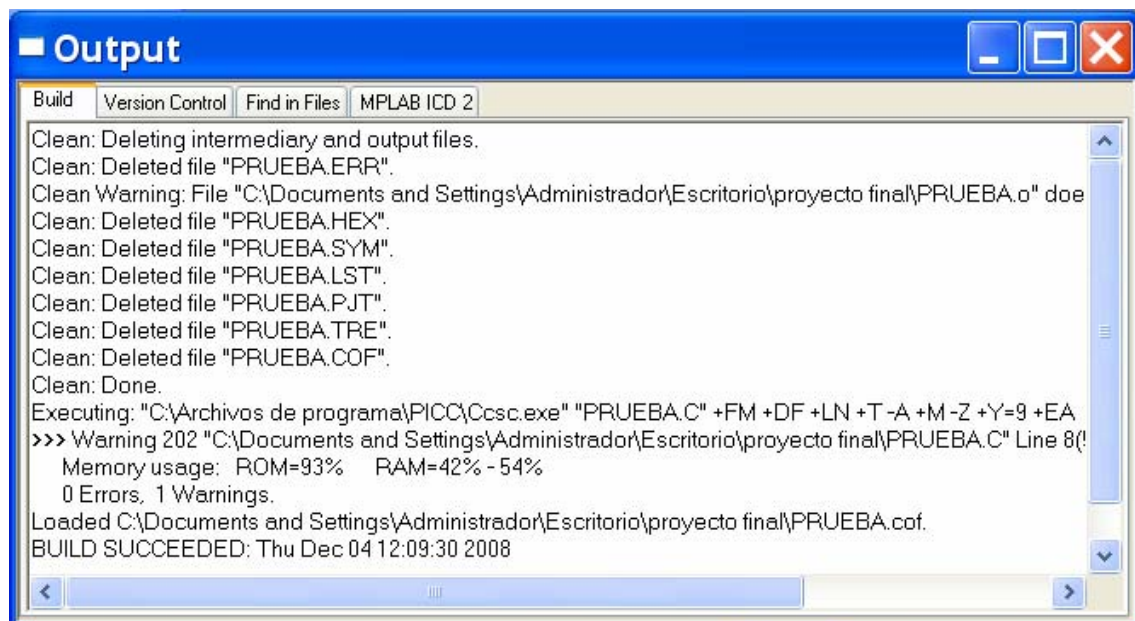 Output
Build Version Control Find in Files MPLAB ICD 2
Clean: Deleting intermediary and output files.
Clean: Deleted file "PRUEBA.ERR".
Clean Warning: File "C:\Documents and Settings\Administrador\Escritorio\proyecto final\PRUEBA.o" doe
Clean: Deleted file "PRUEBA.HEX".
Clean: Deleted file "PRUEBA.SYM".
Clean: Deleted file "PRUEBA.LST".
Clean: Deleted file "PRUEBA.PJT".
Clean: Deleted file "PRUEBA.TRE".
Clean: Deleted file "PRUEBA.COF".
Clean: Done.
Executing: "C:\Archivos de programa\PICC\Ccsc.exe" "PRUEBA.C" +FM +DF +LN +T -A +M -Z +Y=9 +EA
>>> Warning 202 "C:\Documents and Settings\Administrador\Escritorio\proyecto final\PRUEBA.C" Line 8(
Memory usage: ROM=93% RAM=42% - 54%
0 Errors, 1 Warnings.
Loaded C:\Documents and Settings\Administrador\Escritorio\proyecto final\PRUEBA.cof.
BUILD SUCCEEDED: Thu Dec 04 12:09:30 2008